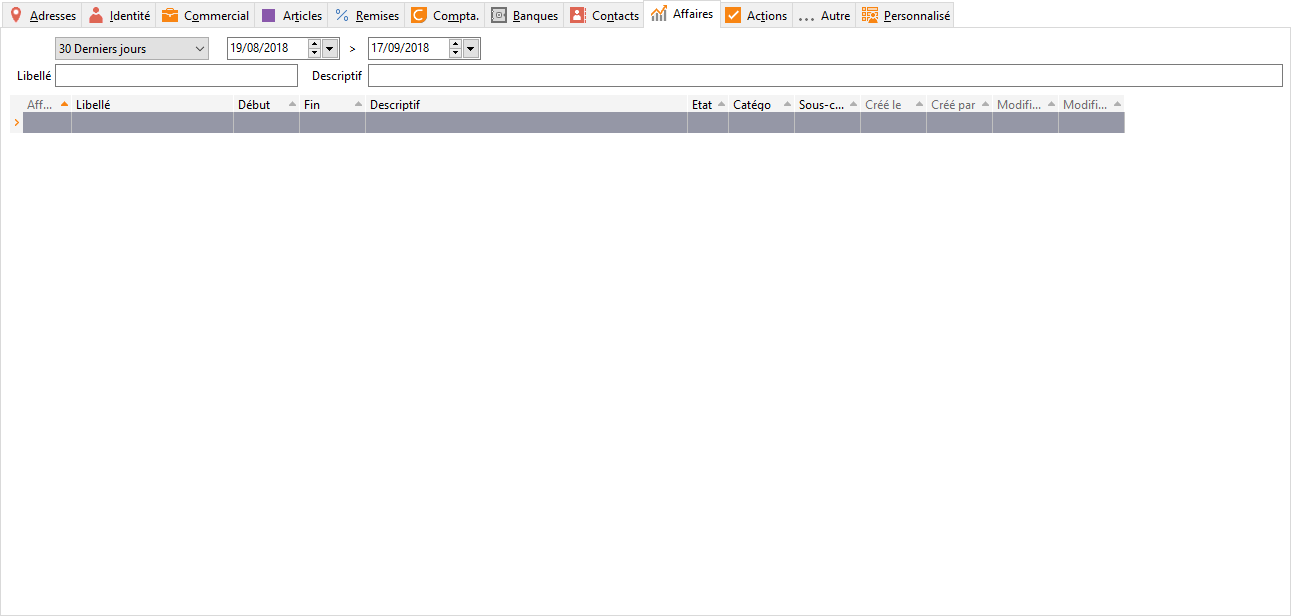 Adresses Identité Commercial Articles Remises Compta. Banques Contacts Affaires Actions ... Autre Personnalisé
30 Derniers jours 19/08/2018 > 17/09/2018
Libellé Descriptif
Aff... Libellé Début Fin Descriptif Etat Catégo Sous-c... Créé le Créé par Modifi... Modifi...